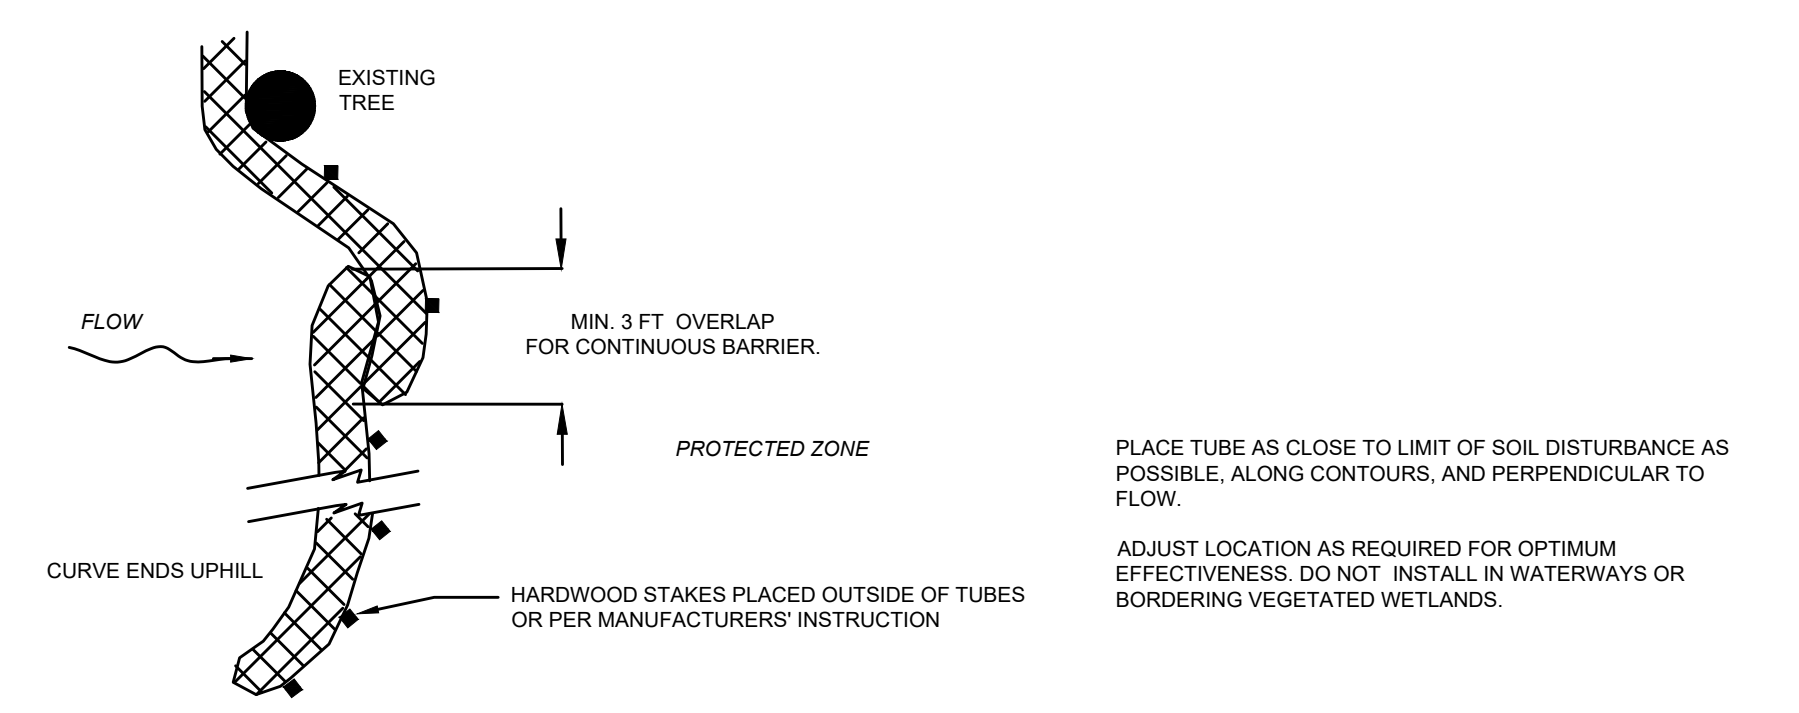 EXISTING
TREE
FLOW
MIN. 3 FT OVERLAP
FOR CONTINUOUS BARRIER.
PROTECTED ZONE
CURVE ENDS UPHILL
HARDWOOD STAKES PLACED OUTSIDE OF TUBES
OR PER MANUFACTURERS' INSTRUCTION
PLACE TUBE AS CLOSE TO LIMIT OF SOIL DISTURBANCE AS
POSSIBLE, ALONG CONTOURS, AND PERPENDICULAR TO
FLOW.
ADJUST LOCATION AS REQUIRED FOR OPTIMUM
EFFECTIVENESS. DO NOT INSTALL IN WATERWAYS OR
BORDERING VEGETATED WETLANDS.